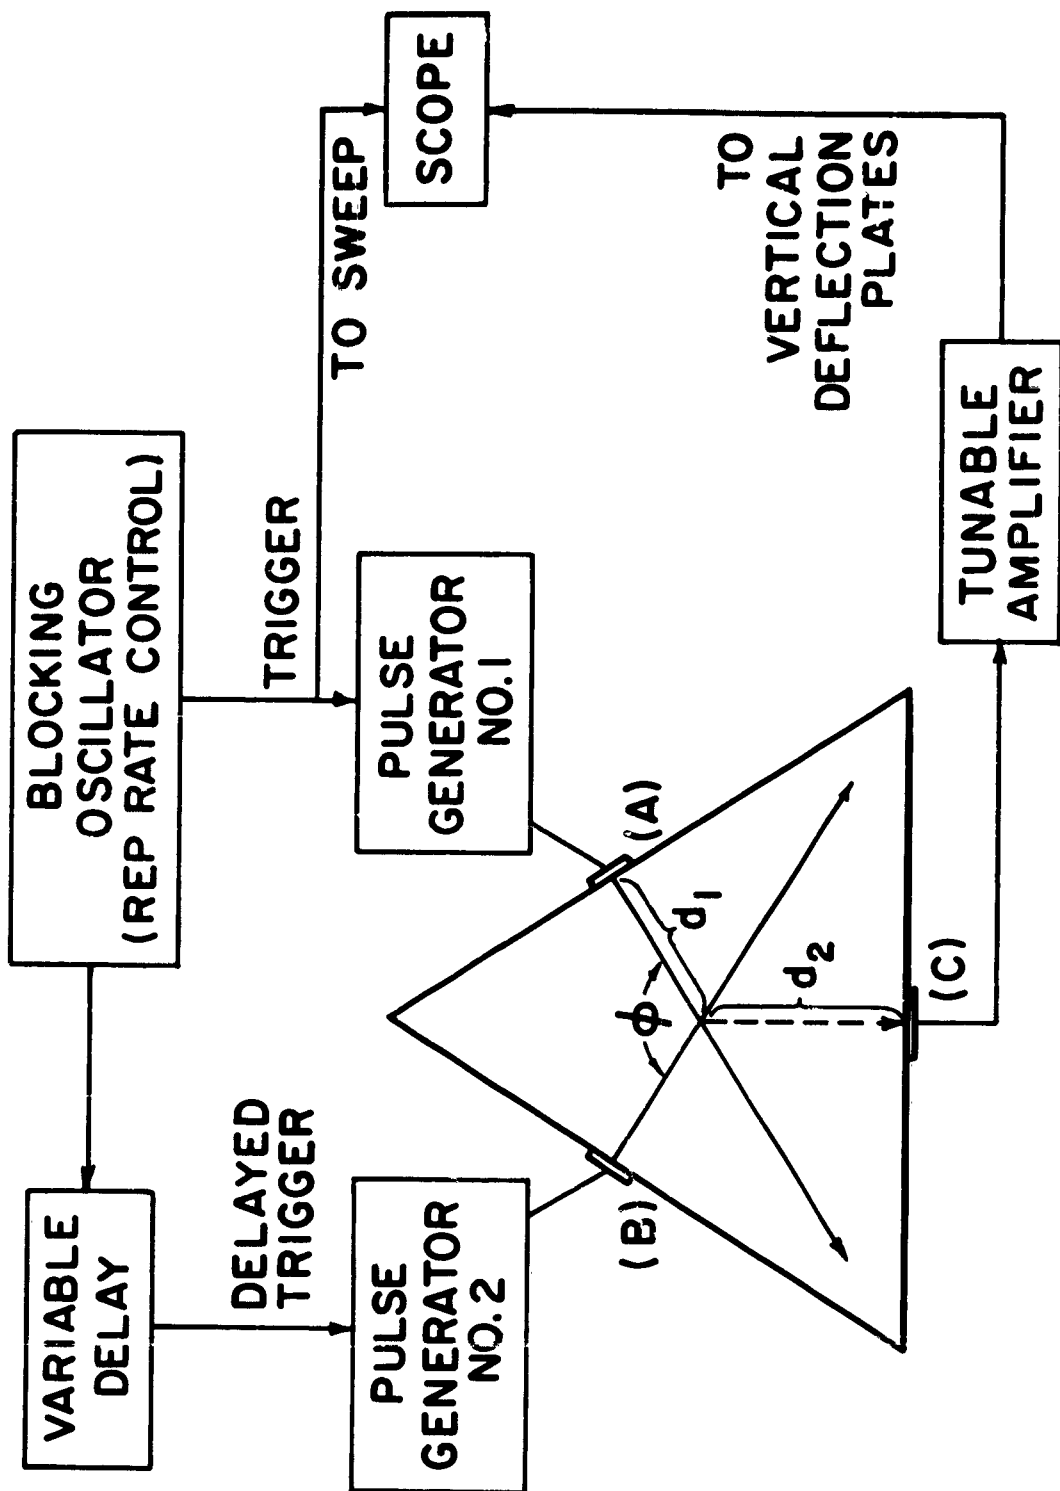 BLOCKING
OSCILLATOR
(REP RATE CONTROL)
VARIABLE
DELAY
TRIGGER
TO SWEEP
SCOPE
DELAYED
TRIGGER
PULSE
GENERATOR
NO.1
PULSE
GENERATOR
NO.2
(A)
(B)
ϕ
d1
d2
(C)
TO
VERTICAL
DEFLECTION
PLATES
TUNABLE
AMPLIFIER